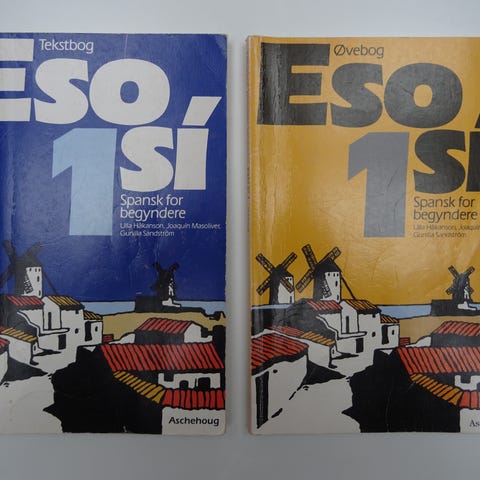 Tekstbog
Eso
1 sí
Spansk for
begyndere
Ulla Håkanson, Joaquín Masoliver,
Gunilla Sandström
Aschehoug
Øvebog
Eso
1 sí
Spansk for
begyndere
Ulla Håkanson, Joaquín
Gunilla Sandström
As